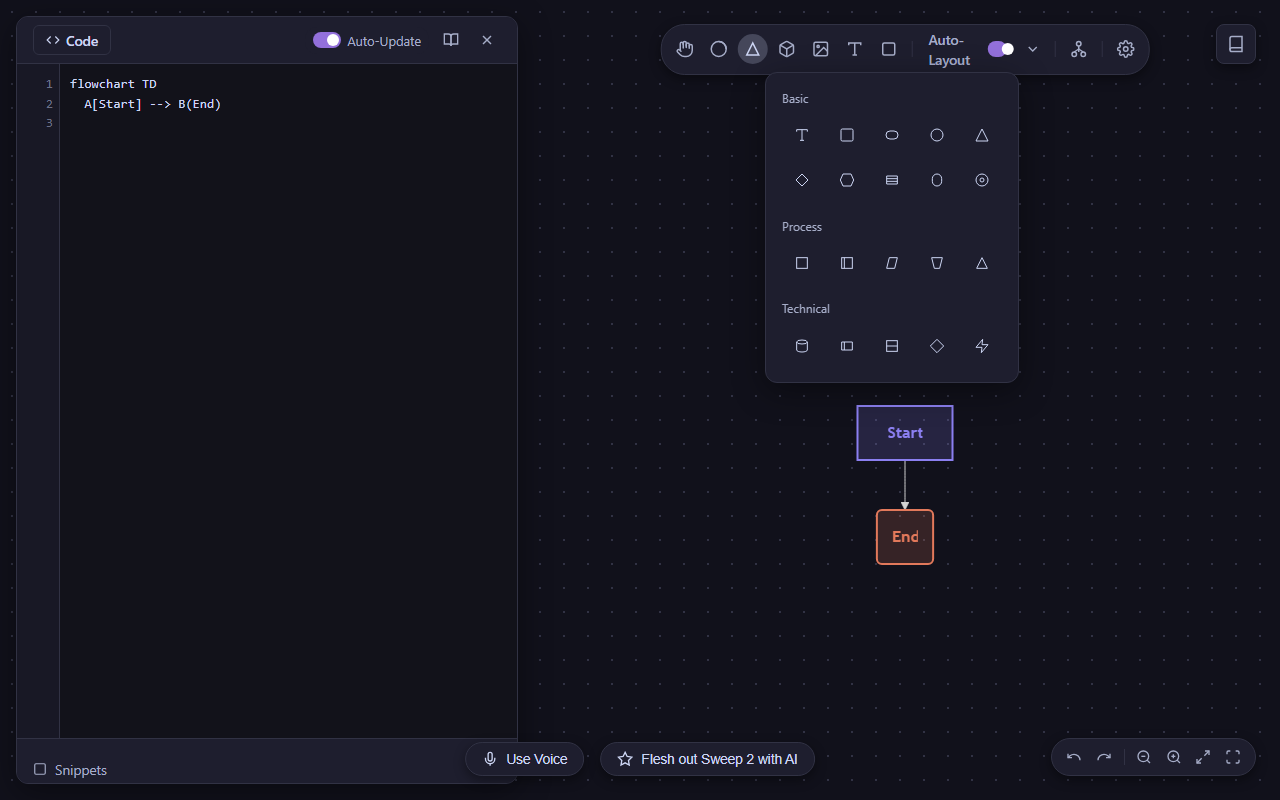 Code
Auto-Update
1 flowchart TD
2 A[Start] --> B(End)
3
Snippets
Auto-
Layout
Basic
Process
Technical
Start
End
Use Voice
Flesh out Sweep 2 with AI